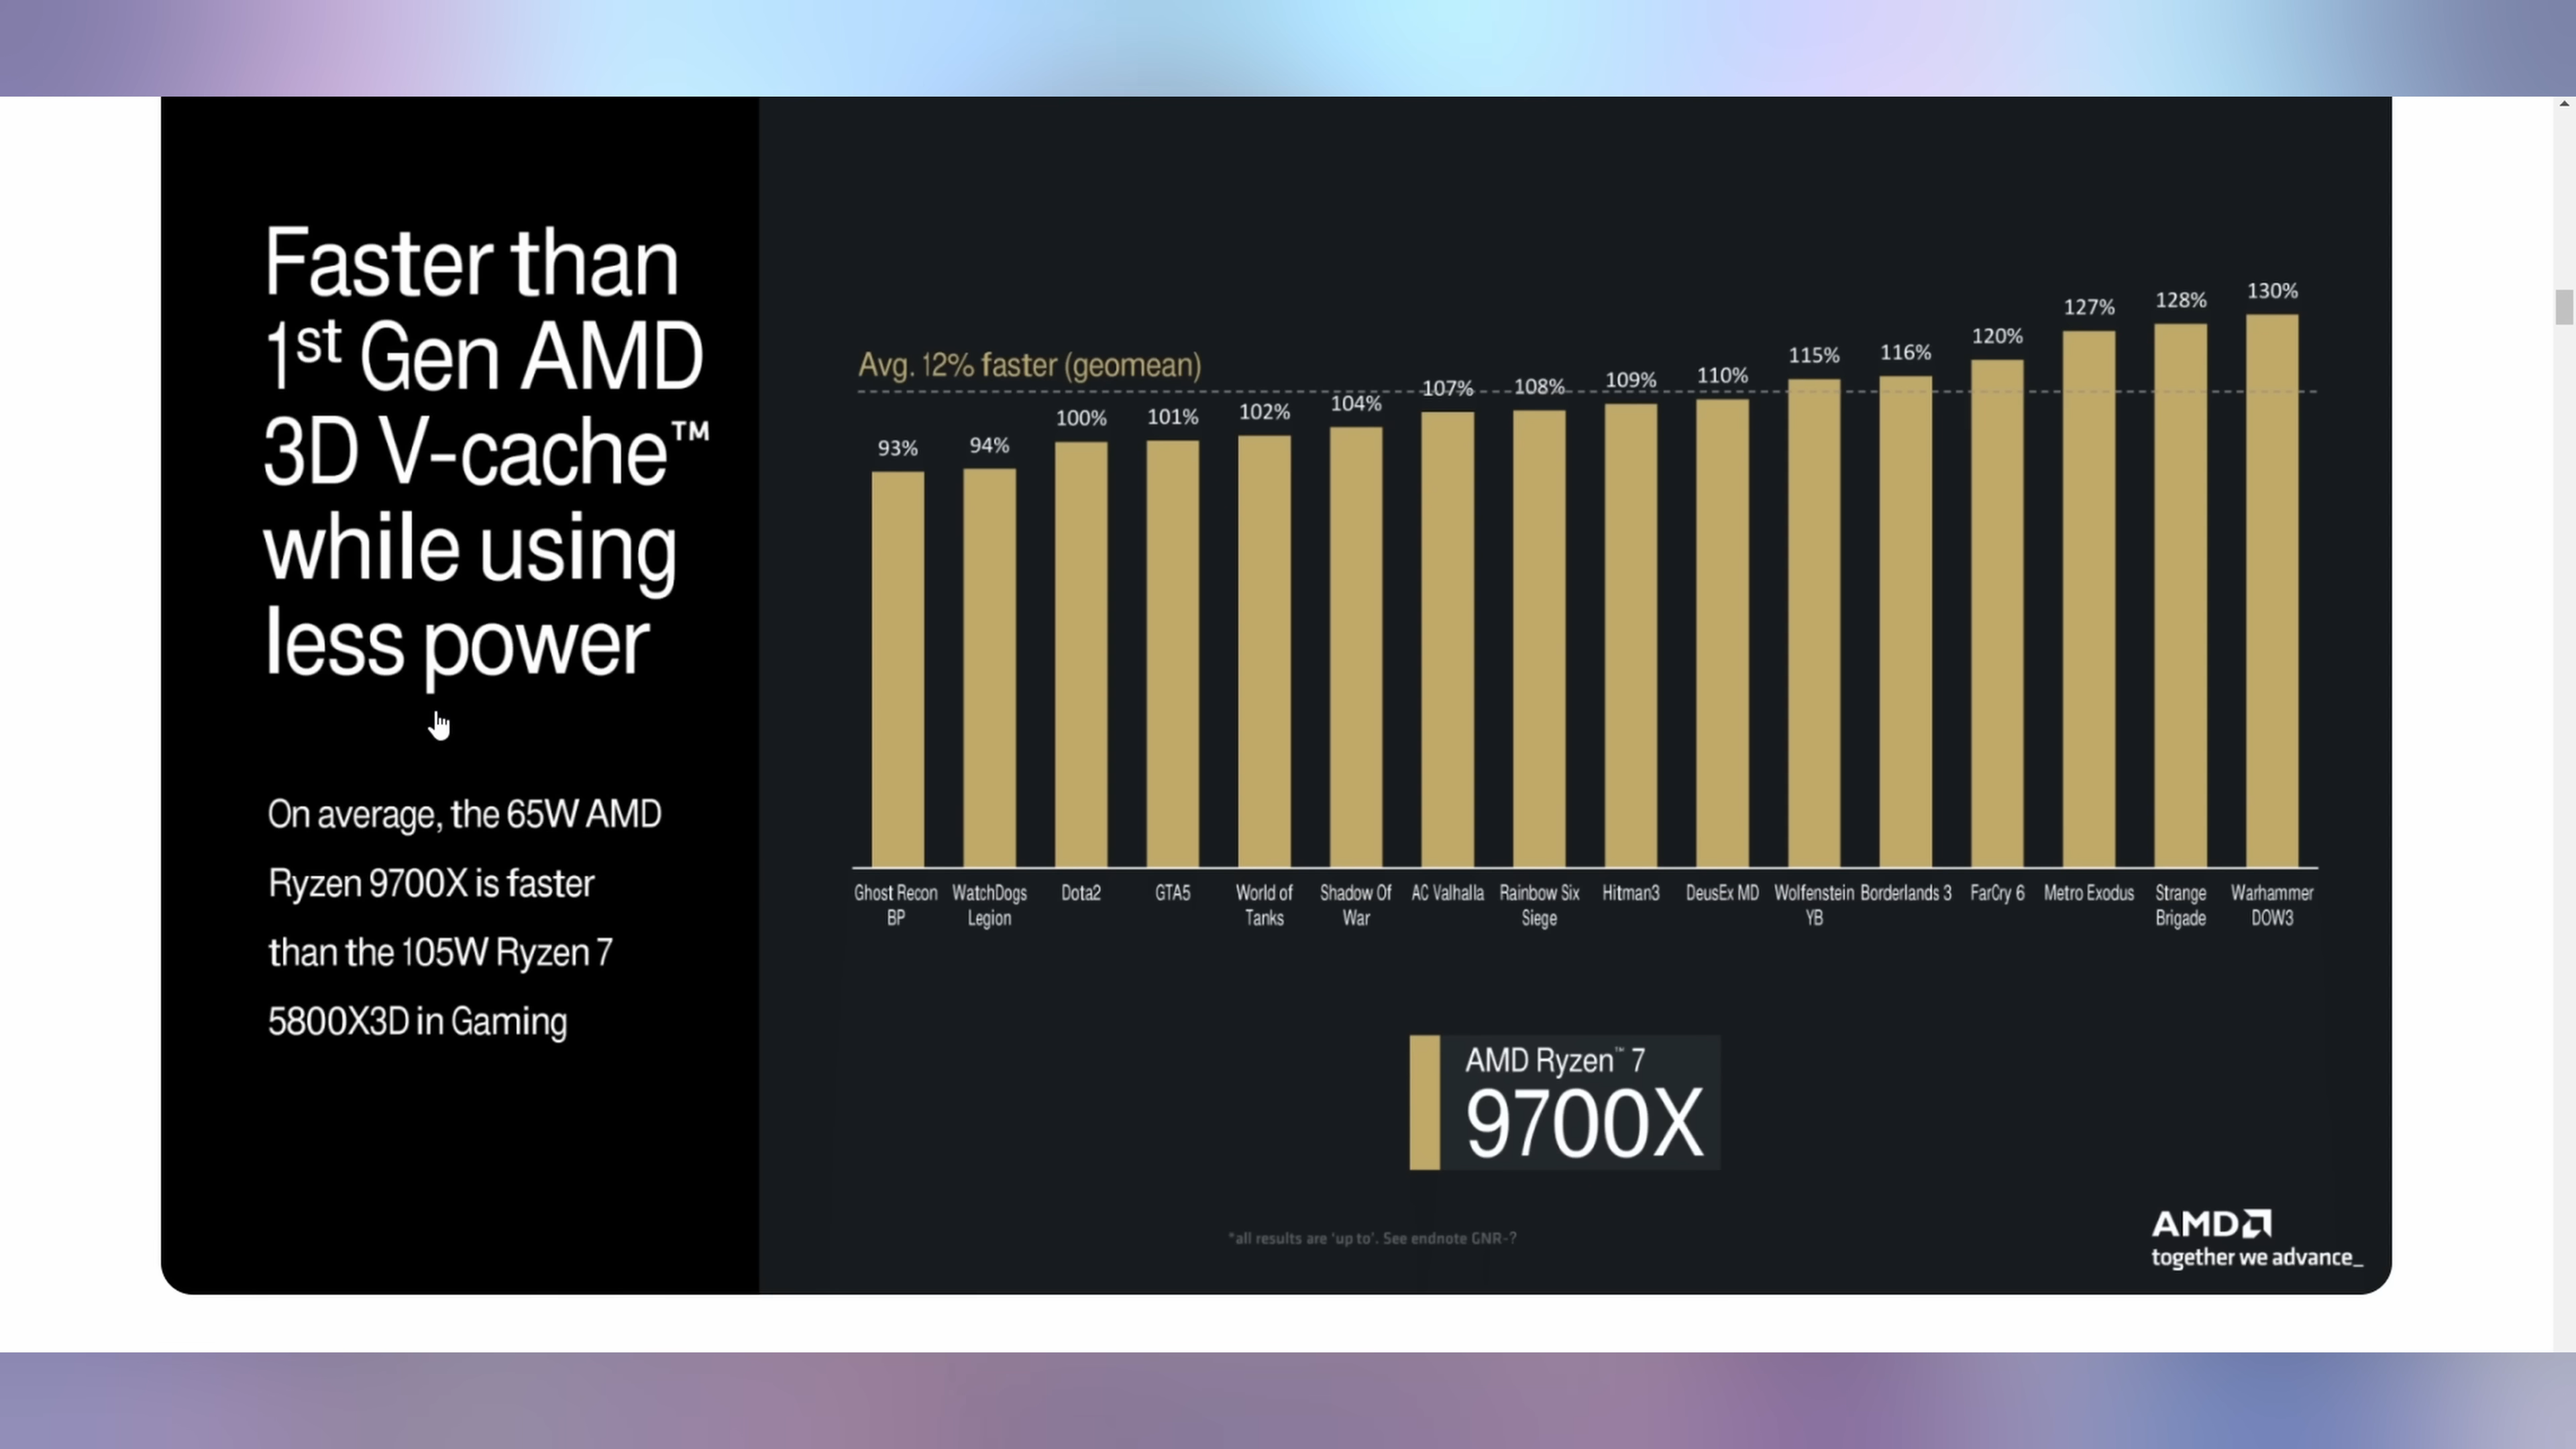 Faster than
1st Gen AMD
3D V-cache™
while using
less power
On average, the 65W AMD
Ryzen 9700X is faster
than the 105W Ryzen 7
5800X3D in Gaming
Avg. 12% faster (geomean)
93% 94% 100% 101% 102% 104% 107% 108% 109% 110% 115% 116% 120% 127% 128% 130%
Ghost Recon WatchDogs Dota2 GTA5 World of Shadow Of AC Valhalla Rainbow Six Hitman3 DeusEx MD Wolfenstein Borderlands 3 FarCry 6 Metro Exodus Strange Warhammer
BP Legion Tanks War Siege YB Brigade DOW3
AMD Ryzen™ 7
9700X
*all results are 'up to'. See endnote GNR-?
AMD
together we advance_